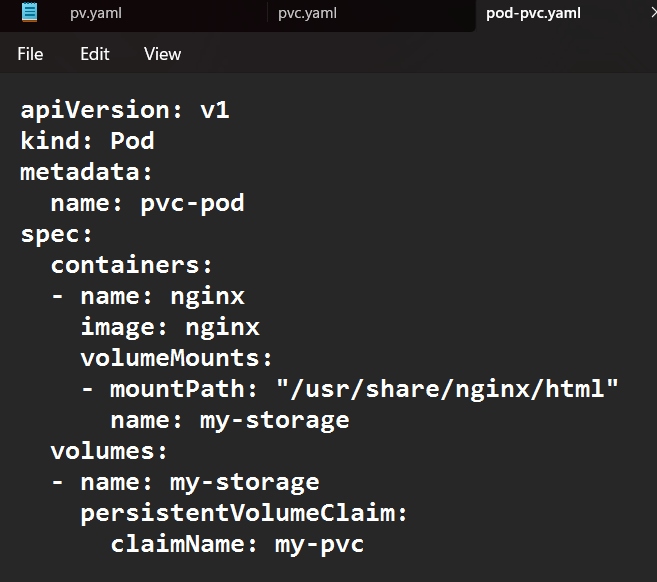 pv.yaml pvc.yaml pod-pvc.yaml
File Edit View
apiVersion: v1
kind: Pod
metadata:
  name: pvc-pod
spec:
  containers:
  - name: nginx
    image: nginx
    volumeMounts:
    - mountPath: "/usr/share/nginx/html"
      name: my-storage
  volumes:
  - name: my-storage
    persistentVolumeClaim:
      claimName: my-pvc